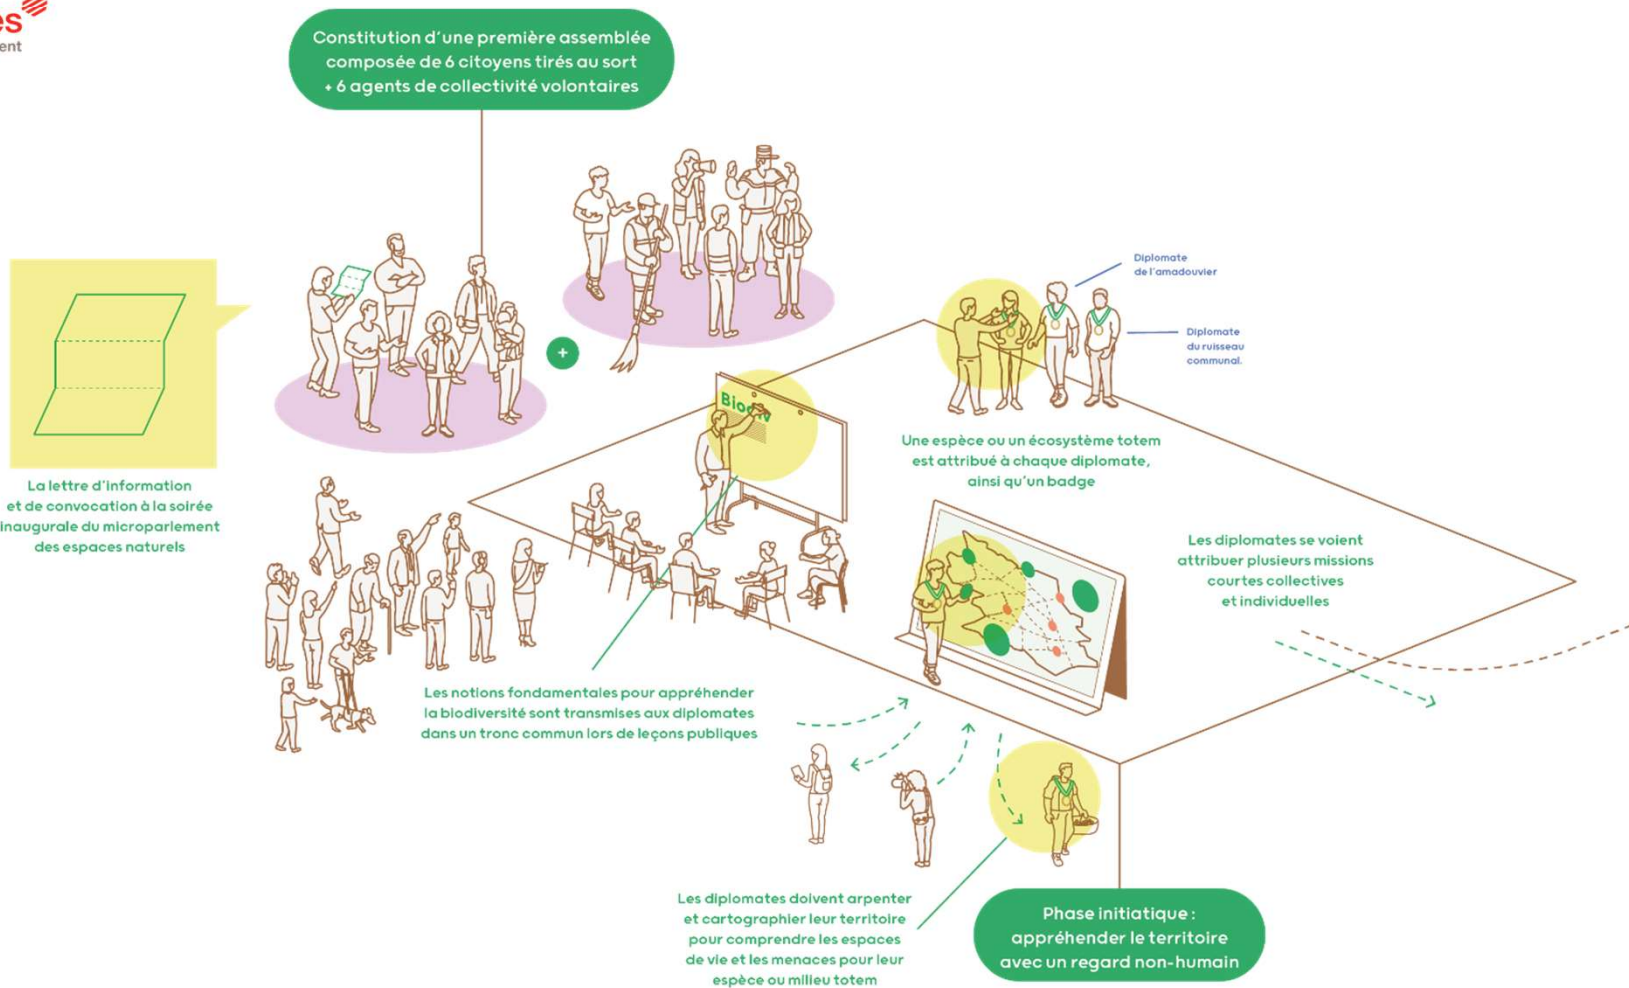 es
ent
Constitution d'une première assemblée
composée de 6 citoyens tirés au sort
+ 6 agents de collectivité volontaires
+
Diplomate
de l'amadouvier
Diplomate
du ruisseau
communal.
La lettre d'information
et de convocation à la soirée
inaugurale du microparlement
des espaces naturels
Biodiv
Une espèce ou un écosystème totem
est attribué à chaque diplomate,
ainsi qu'un badge
Les diplomates se voient
attribuer plusieurs missions
courtes collectives
et individuelles
Les notions fondamentales pour appréhender
la biodiversité sont transmises aux diplomates
dans un tronc commun lors de leçons publiques
Les diplomates doivent arpenter
et cartographier leur territoire
pour comprendre les espaces
de vie et les menaces pour leur
espèce ou milieu totem
Phase initiatique :
appréhender le territoire
avec un regard non-humain